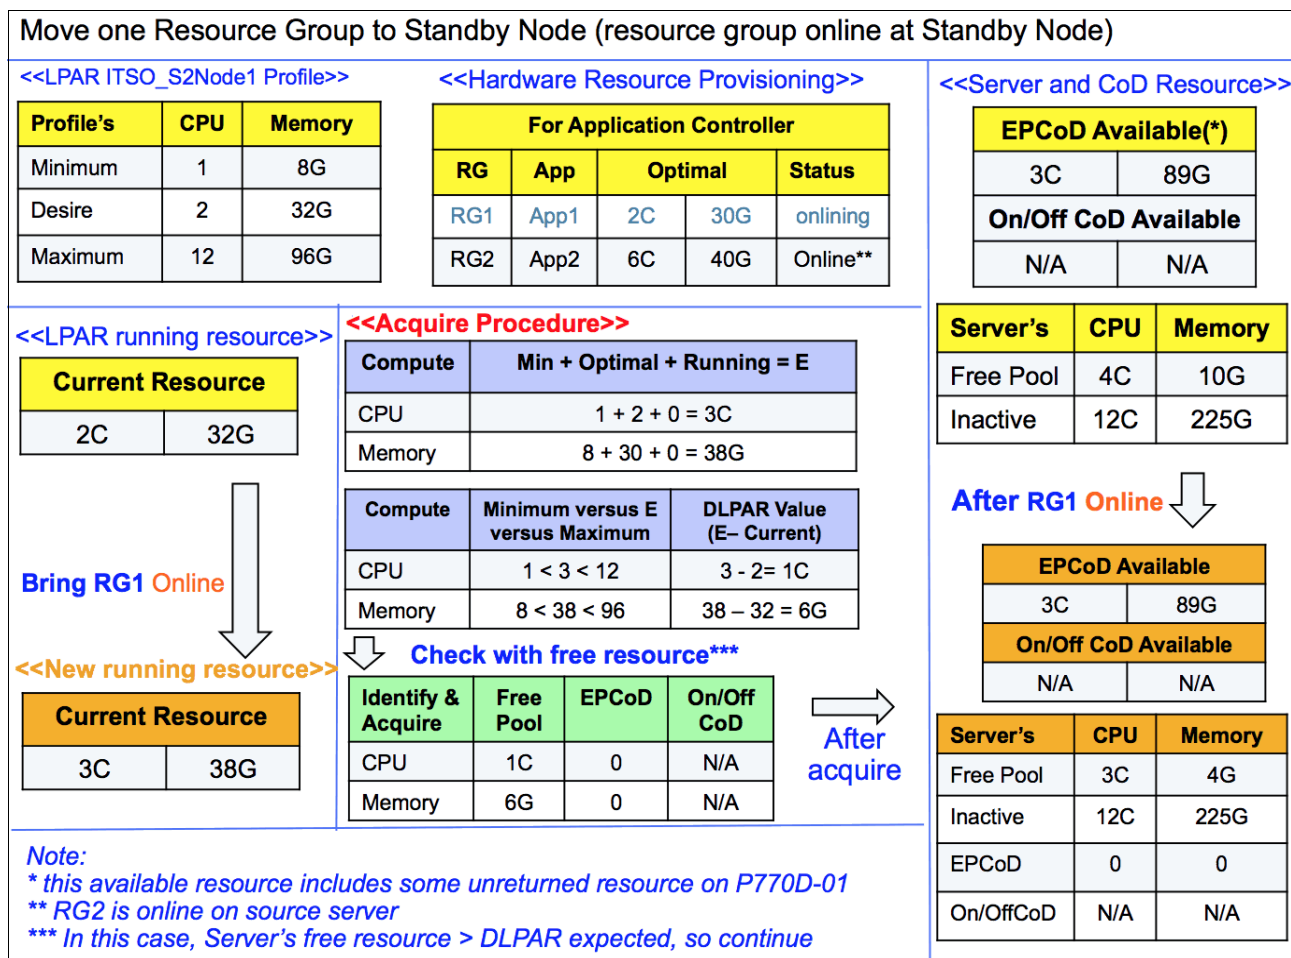 Move one Resource Group to Standby Node (resource group online at Standby Node)
<<LPAR ITSO_S2Node1 Profile>>
Profile's CPU Memory
Minimum 1 8G
Desire 2 32G
Maximum 12 96G
<<Hardware Resource Provisioning>>
For Application Controller
RG App Optimal Status
RG1 App1 2C 30G onlining
RG2 App2 6C 40G Online**
<<Server and CoD Resource>>
EPCoD Available(*)
3C 89G
On/Off CoD Available
N/A N/A
Server's CPU Memory
Free Pool 4C 10G
Inactive 12C 225G
<<LPAR running resource>>
Current Resource
2C 32G
Bring RG1 Online
<<New running resource>>
Current Resource
3C 38G
<<Acquire Procedure>>
Compute Min + Optimal + Running = E
CPU 1 + 2 + 0 = 3C
Memory 8 + 30 + 0 = 38G
Compute Minimum versus E versus Maximum DLPAR Value (E– Current)
CPU 1 < 3 < 12 3 - 2= 1C
Memory 8 < 38 < 96 38 – 32 = 6G
Check with free resource***
Identify & Acquire Free Pool EPCoD On/Off CoD
CPU 1C 0 N/A
Memory 6G 0 N/A
After
acquire
After RG1 Online
EPCoD Available
3C 89G
On/Off CoD Available
N/A N/A
Server's CPU Memory
Free Pool 3C 4G
Inactive 12C 225G
EPCoD 0 0
On/OffCoD N/A N/A
Note:
* this available resource includes some unreturned resource on P770D-01
** RG2 is online on source server
*** In this case, Server's free resource > DLPAR expected, so continue